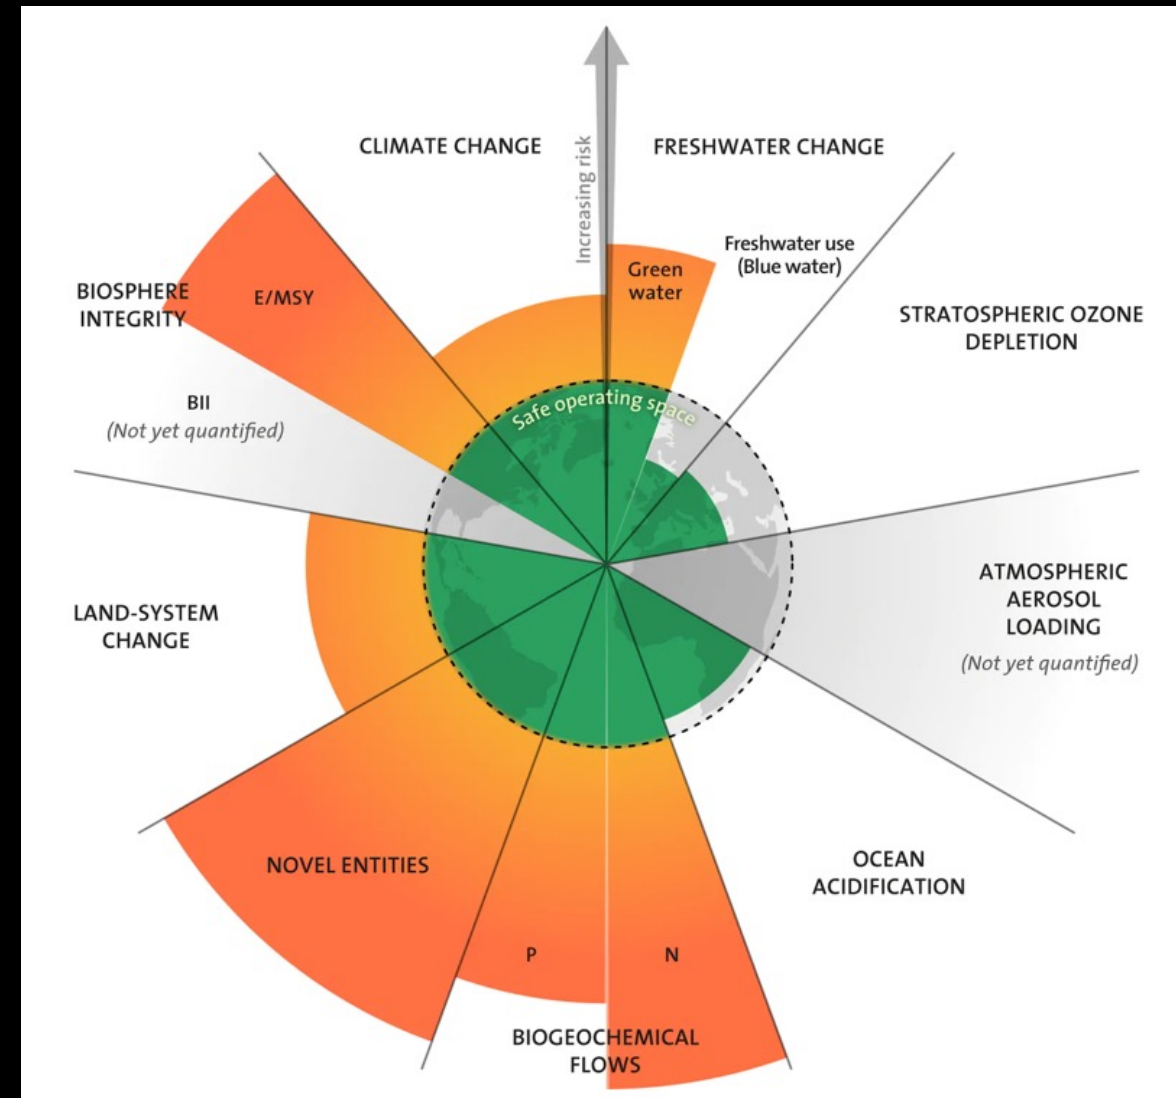 CLIMATE CHANGE
Increasing risk
FRESHWATER CHANGE
Freshwater use
(Blue water)
Green
water
STRATOSPHERIC OZONE
DEPLETION
BIOSPHERE
INTEGRITY
E/MSY
BII
(Not yet quantified)
Safe operating space
ATMOSPHERIC
AEROSOL
LOADING
(Not yet quantified)
LAND-SYSTEM
CHANGE
NOVEL ENTITIES
OCEAN
ACIDIFICATION
P
N
BIOGEOCHEMICAL
FLOWS